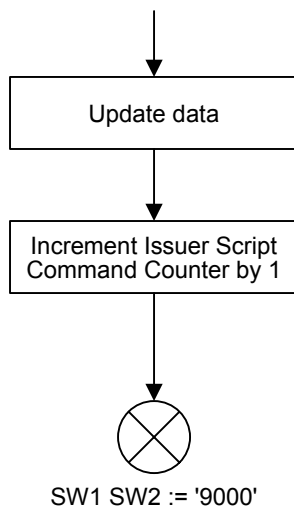 Update data
Increment Issuer Script
Command Counter by 1
SW1 SW2 := '9000'